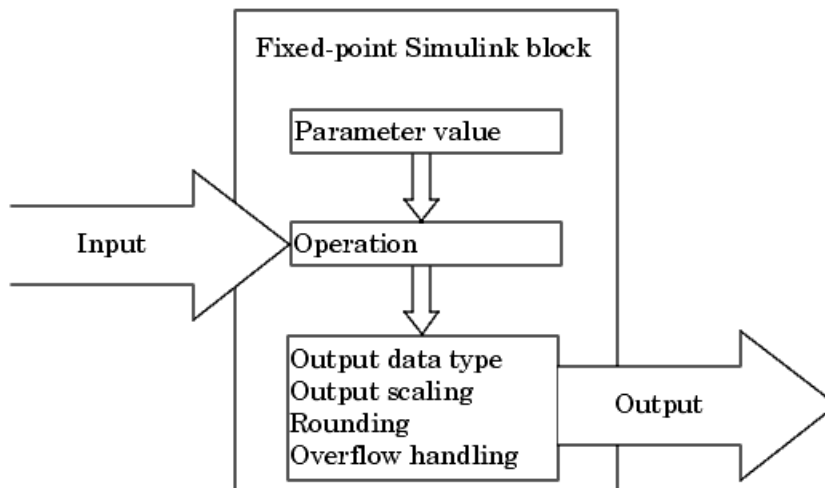 Fixed-point Simulink block
Parameter value
Input
Operation
Output data type
Output scaling
Rounding
Overflow handling
Output